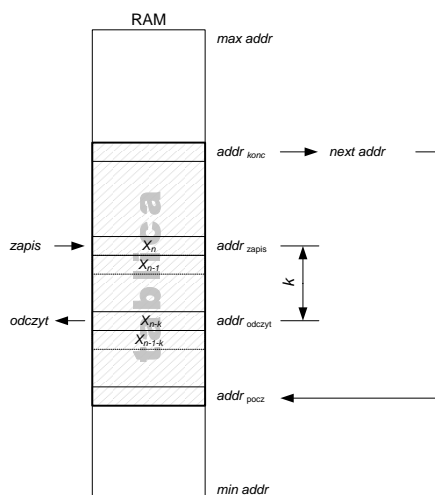 RAM
max addr
addr konc
next addr
tablica
zapis
Xn
addr zapis
Xn-1
k
odczyt
Xn-k
addr odczyt
Xn-1-k
addr pocz
min addr